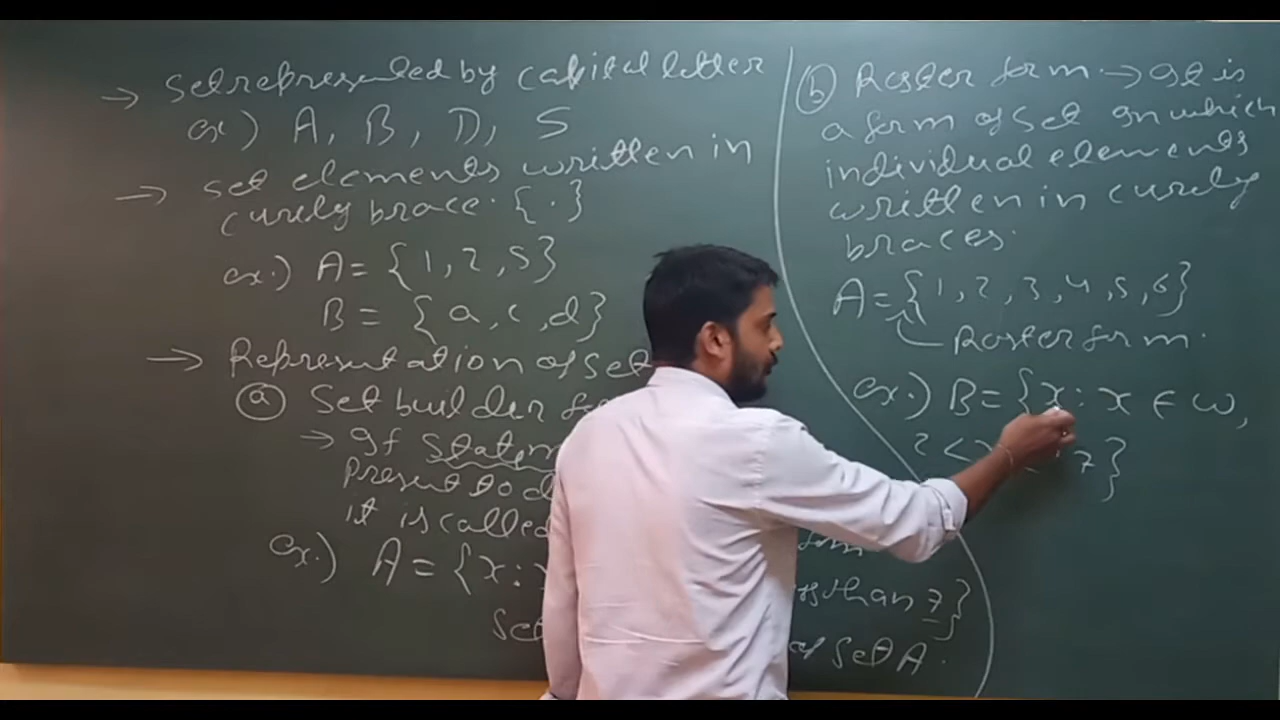 → Set represented by capital letter
ex.) A, B, D, S
→ set elements written in
curly brace. { . }
ex.) A = {1, 2, 5}
B = {a, c, d}
→ Representation of set
ⓐ Set builder
→ If
present to
it is called
ex.) A = {x :
than 7}
of set A.
ⓑ Roster form → It is
a form of set In which
individual elements
written in curly
braces.
A = {1, 2, 3, 4, 5, 6}
Roster form.
ex.) B = {x : x ∈ W,
7}